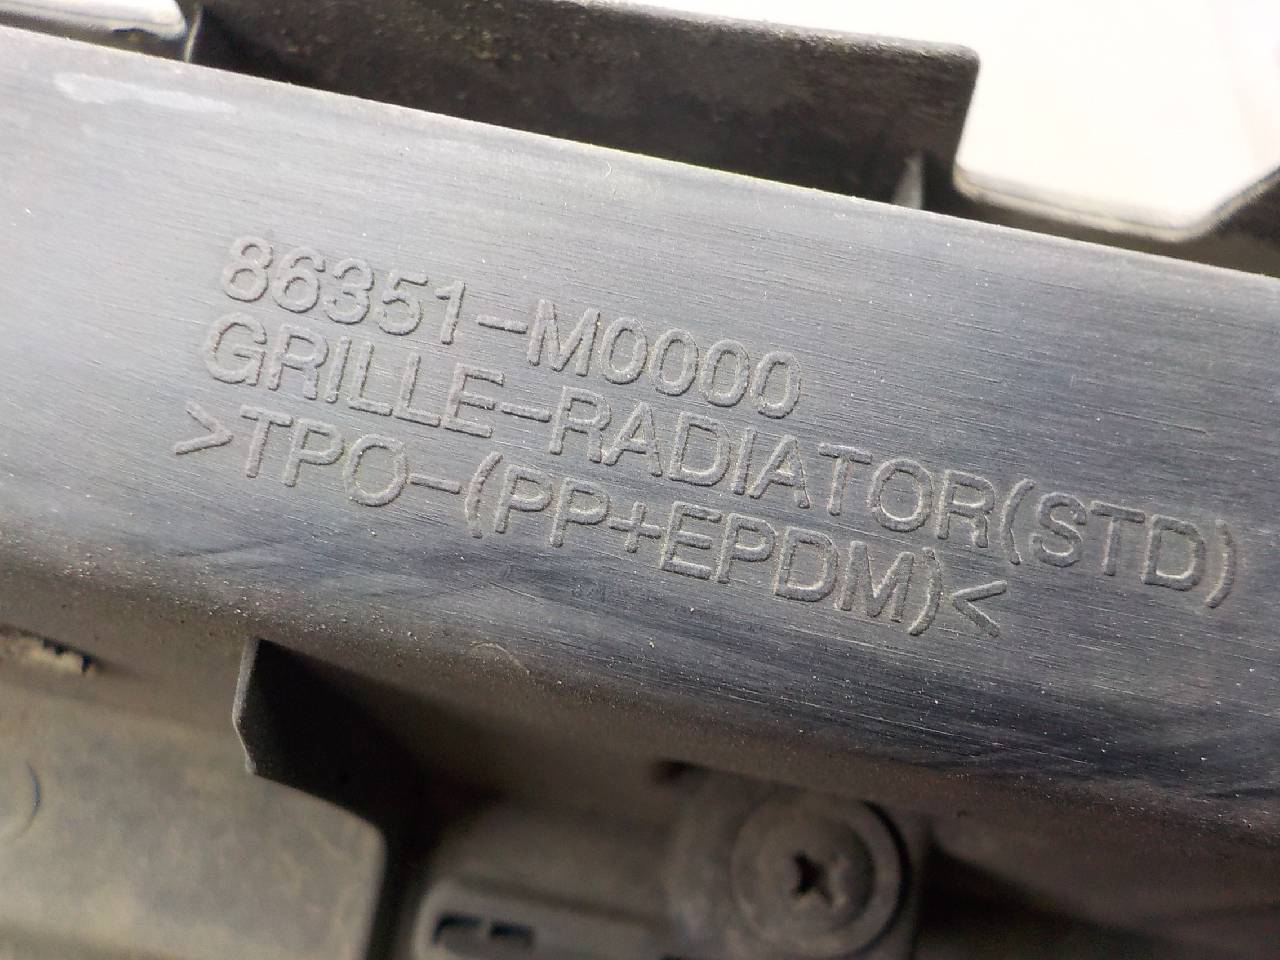 86351-M0000
GRILLE-RADIATOR(STD)
>TPO-(PP+EPDM)<